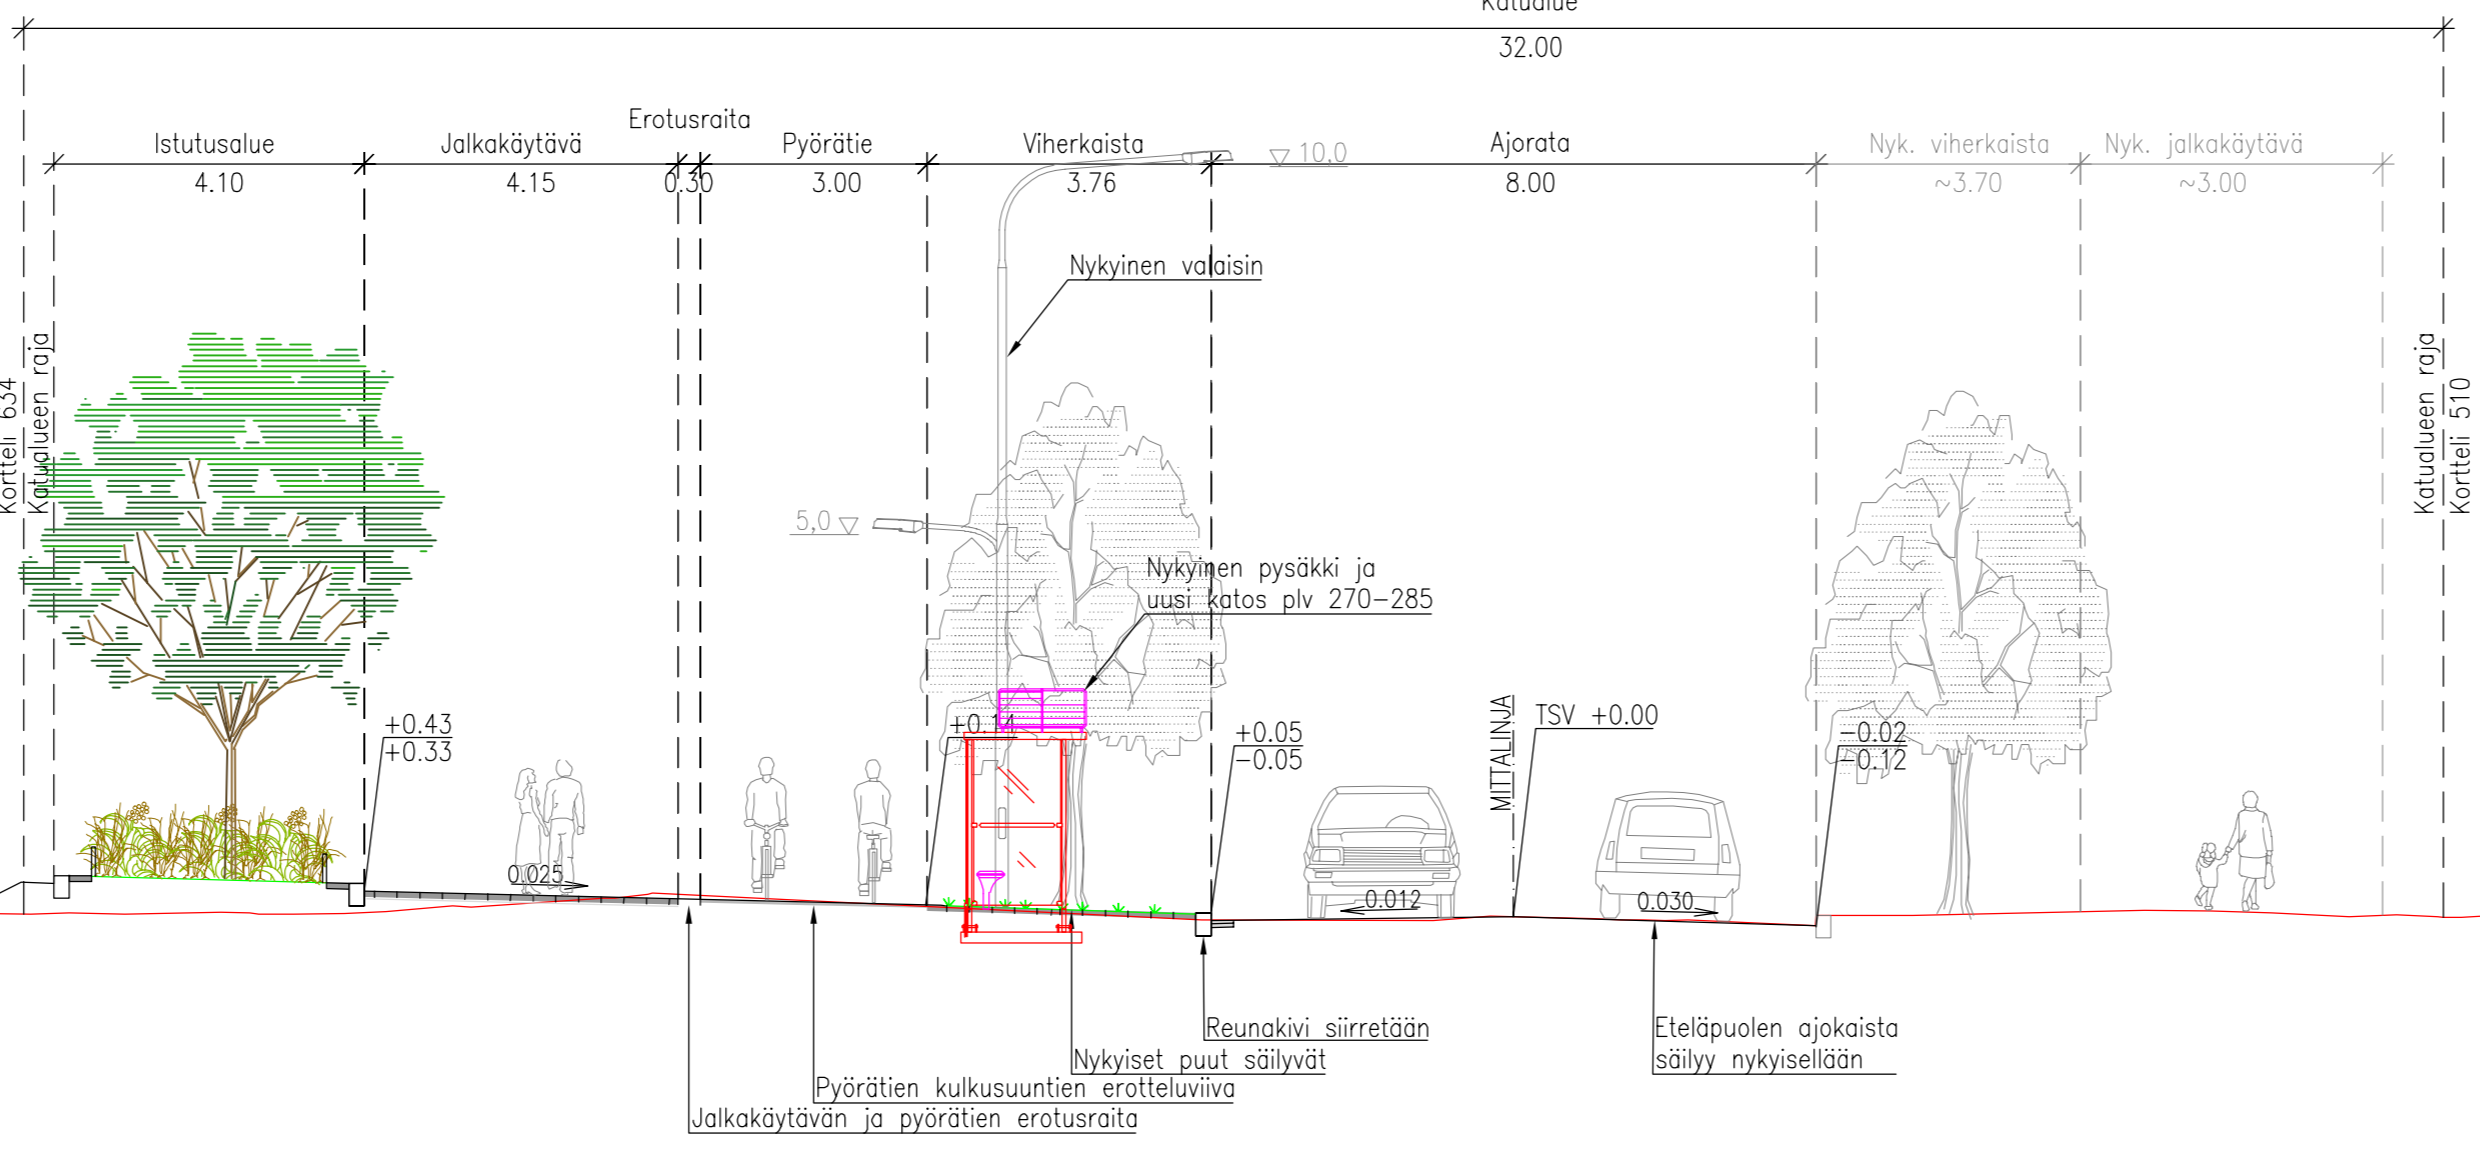 Katualue
32.00
Erotusraita
Istutusalue
Jalkakäytävä
Pyörätie
Viherkaista
Ajorata
Nyk. viherkaista
Nyk. jalkakäytävä
4.10
4.15
0.30
3.00
3.76
10,0
8.00
~3.70
~3.00
Nykyinen valaisin
Kortteli 634
Katualueen raja
Katualueen raja
Kortteli 510
5,0
Nykyinen pysäkki ja
uusi katos plv 270-285
+0.43
+0.33
+0.14
+0.05
-0.05
MITTALINJA
TSV +0.00
-0.02
-0.12
0.025
0.012
0.030
Reunakivi siirretään
Eteläpuolen ajokaista
säilyy nykyisellään
Nykyiset puut säilyvät
Pyörätien kulkusuuntien erotteluviiva
Jalkakäytävän ja pyörätien erotusraita